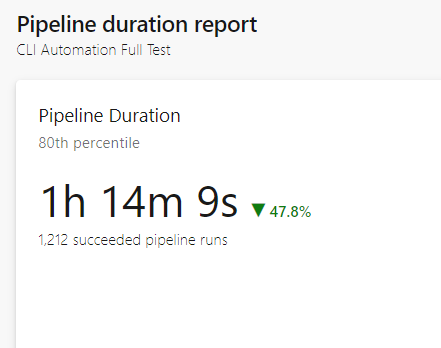 Pipeline duration report
CLI Automation Full Test
Pipeline Duration
80th percentile
1h 14m 9s ▼ 47.8%
1,212 succeeded pipeline runs